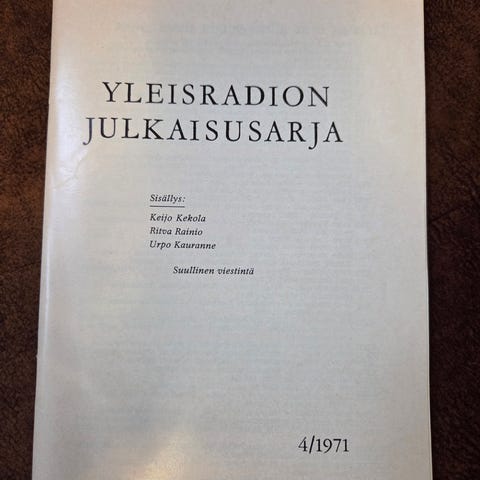 YLEISRADION
JULKAISUSARJA
Sisällys:
Keijo Kekola
Ritva Rainio
Urpo Kauranne
Suullinen viestintä
4/1971